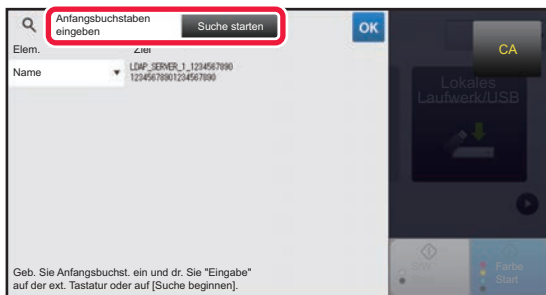 Anfangsbuchstaben
eingeben
Suche starten
OK
CA
Elem.
Ziel
Name
LDAP_SERVER_1_1234567890
12345678901234567890
Lokales
Laufwerk/USB
S/W
Start
Farbe
Start
Geb. Sie Anfangsbuchst. ein und dr. Sie "Eingabe"
auf der ext. Tastatur oder auf [Suche beginnen].